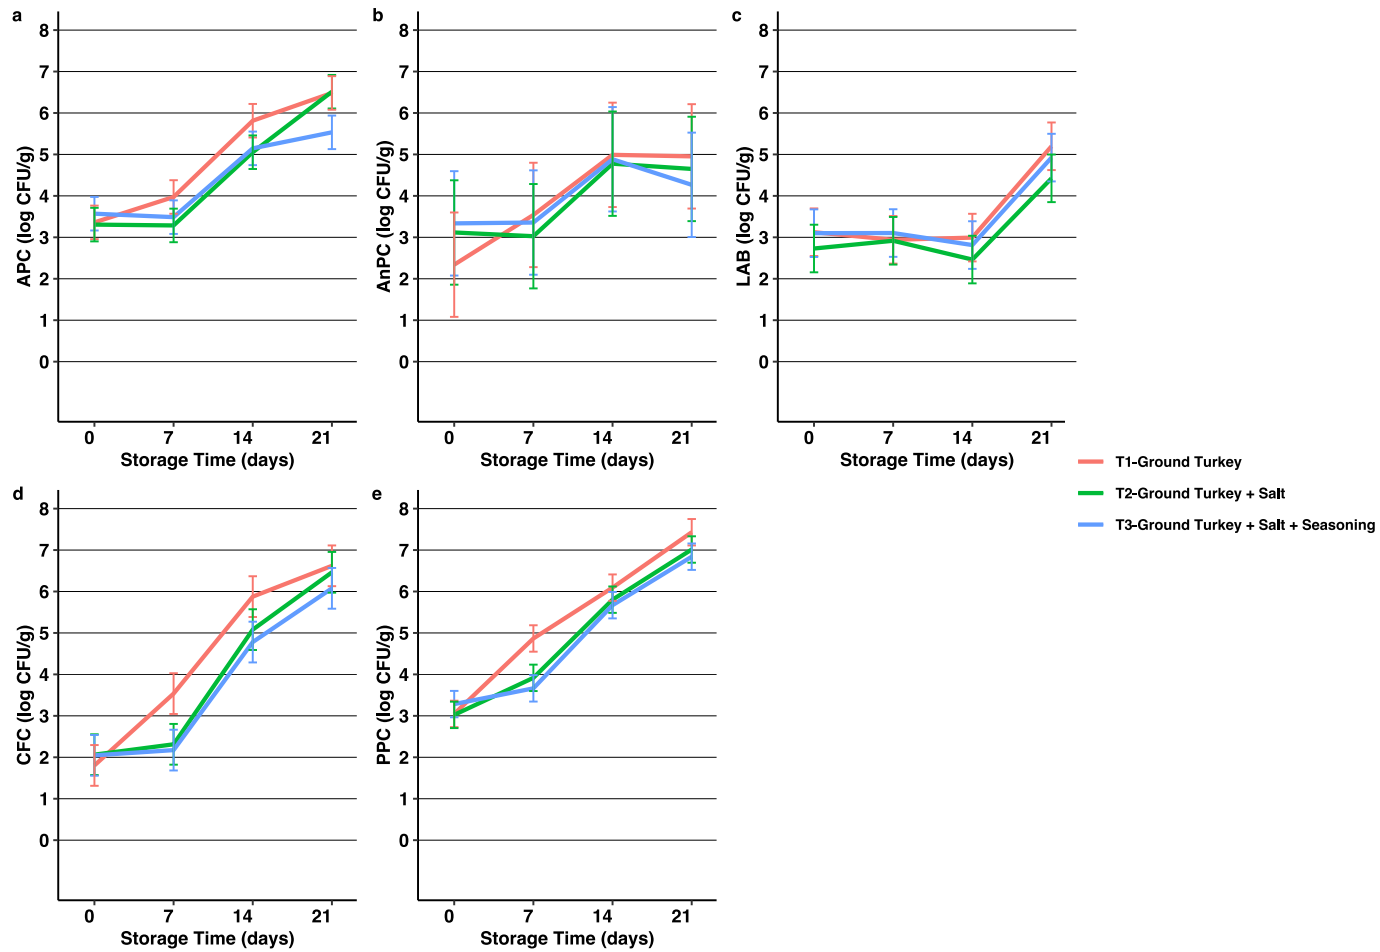 a
8
7
6
5
4
3
2
1
0
APC (log CFU/g)
0 7 14 21
Storage Time (days)
b
8
7
6
5
4
3
2
1
0
AnPC (log CFU/g)
0 7 14 21
Storage Time (days)
c
8
7
6
5
4
3
2
1
0
LAB (log CFU/g)
0 7 14 21
Storage Time (days)
T1-Ground Turkey
T2-Ground Turkey + Salt
T3-Ground Turkey + Salt + Seasoning
d
8
7
6
5
4
3
2
1
0
CFC (log CFU/g)
0 7 14 21
Storage Time (days)
e
8
7
6
5
4
3
2
1
0
PPC (log CFU/g)
0 7 14 21
Storage Time (days)